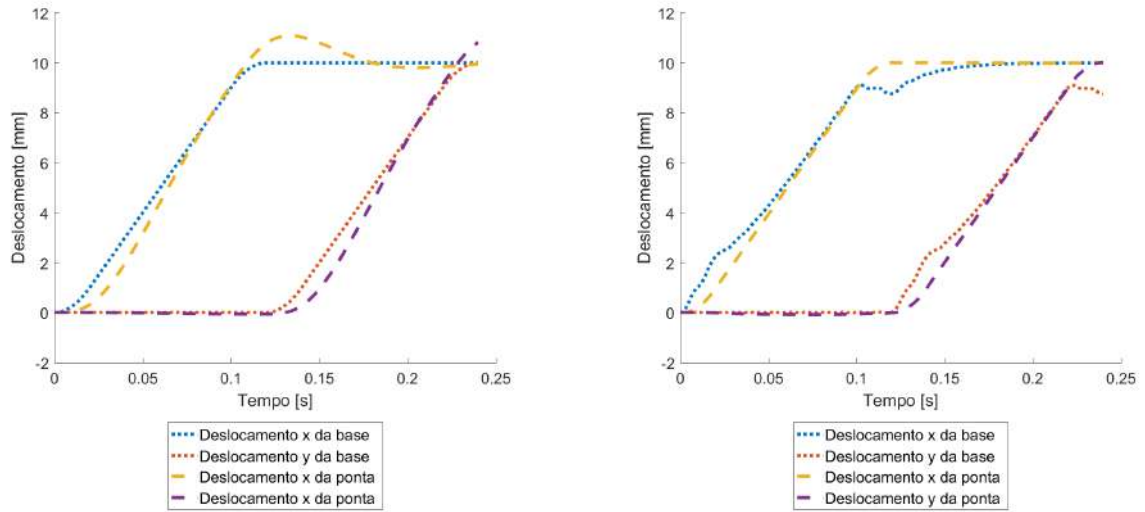 12
10
8
6
4
2
0
-2
Deslocamento [mm]
0
0.05
0.1
0.15
0.2
0.25
Tempo [s]
Deslocamento x da base
Deslocamento y da base
Deslocamento x da ponta
Deslocamento x da ponta
12
10
8
6
4
2
0
-2
Deslocamento [mm]
0
0.05
0.1
0.15
0.2
0.25
Tempo [s]
Deslocamento x da base
Deslocamento y da base
Deslocamento x da ponta
Deslocamento y da ponta